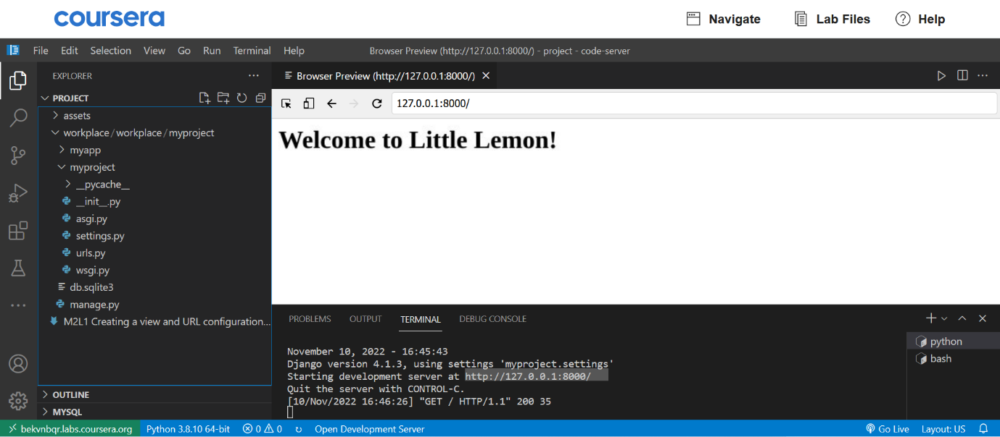 coursera
Navigate
Lab Files
Help
File Edit Selection View Go Run Terminal Help
Browser Preview (http://127.0.0.1:8000/) - project - code-server
EXPLORER
PROJECT
assets
workplace/workplace/myproject
myapp
myproject
__pycache__
__init__.py
asgi.py
settings.py
urls.py
wsgi.py
db.sqlite3
manage.py
M2L1 Creating a view and URL configuration...
OUTLINE
MYSQL
Browser Preview (http://127.0.0.1:8000/)
127.0.0.1:8000/
Welcome to Little Lemon!
PROBLEMS OUTPUT TERMINAL DEBUG CONSOLE
November 10, 2022 - 16:45:43
Django version 4.1.3, using settings 'myproject.settings'
Starting development server at http://127.0.0.1:8000/
Quit the server with CONTROL-C.
[10/Nov/2022 16:46:26] "GET / HTTP/1.1" 200 35
python
bash
bekvnbqr.labs.coursera.org Python 3.8.10 64-bit 0 0 Open Development Server Go Live Layout: US